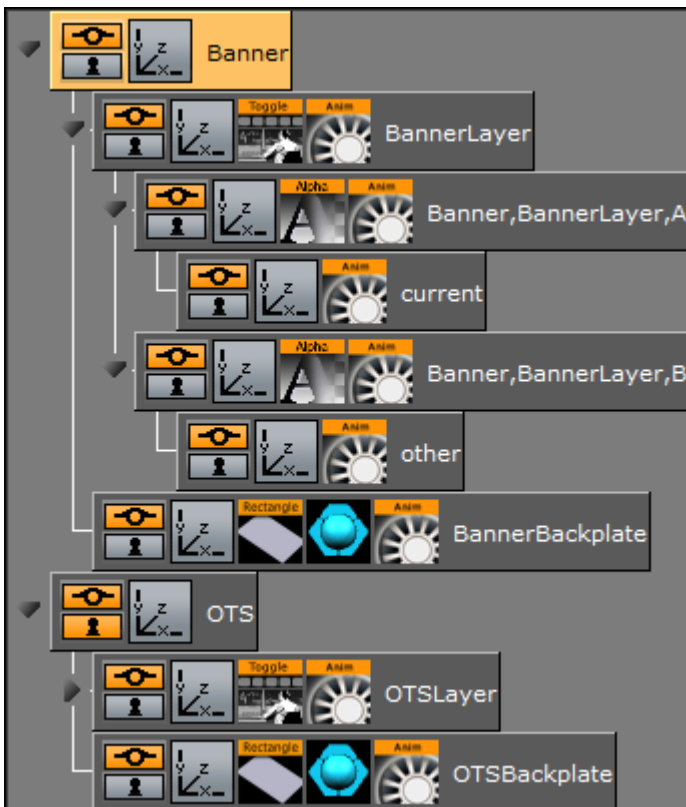 y z x Banner
Toggle Anim
y z x BannerLayer
Alpha Anim
y z x A Banner,BannerLayer,A
Anim
y z x current
Alpha Anim
y z x A Banner,BannerLayer,B
Anim
y z x other
Rectangle Anim
y z x BannerBackplate
y z x OTS
Toggle Anim
y z x OTSLayer
Rectangle Anim
y z x OTSBackplate